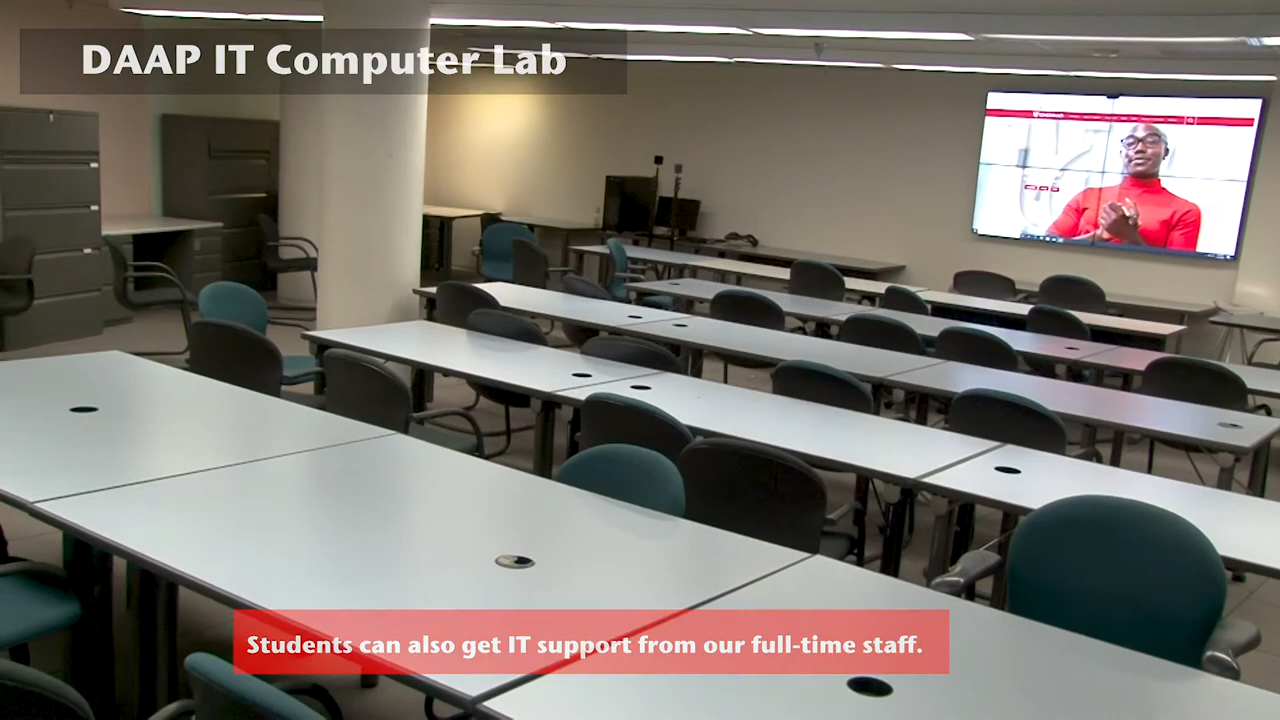 DAAP IT Computer Lab
Students can also get IT support from our full-time staff.